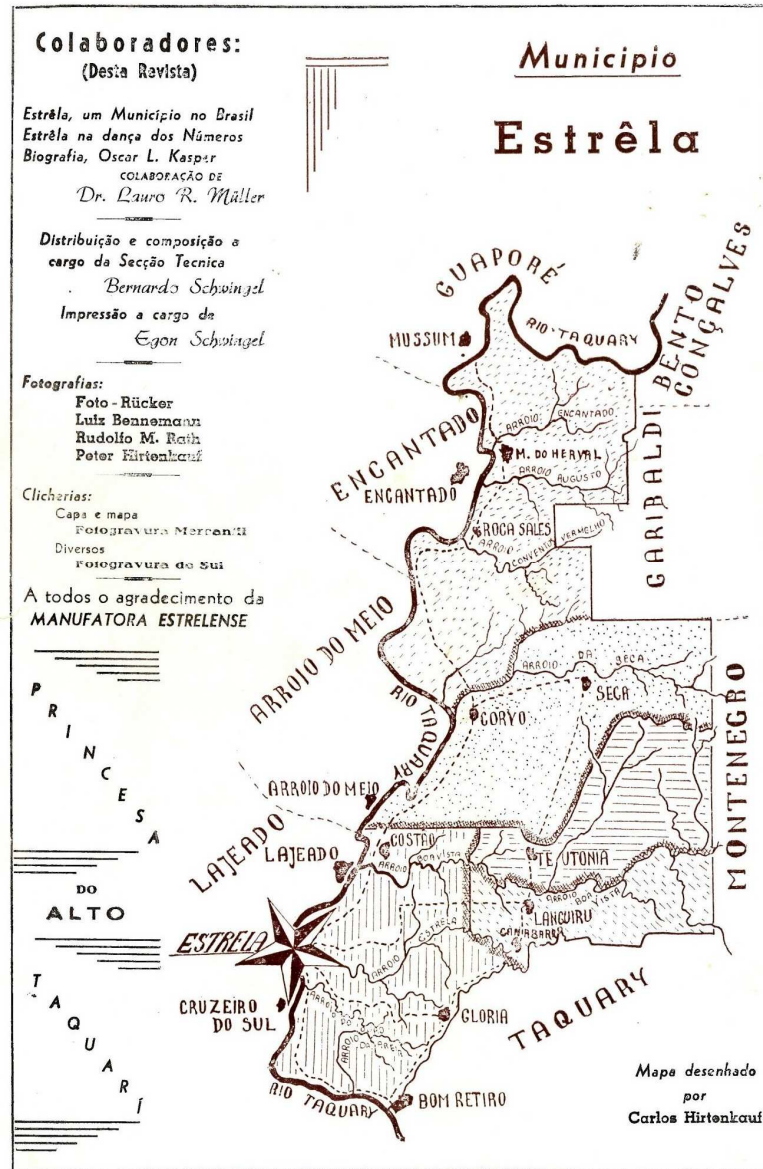 Colaboradores:
(Desta Revista)
Estrêla, um Município no Brasil
Estrêla na dança dos Números
Biografia, Oscar L. Kasper
COLABORAÇÃO DE
Dr. Lauro R. Müller
Distribuição e composição a
cargo da Secção Tecnica
Bernardo Schwingel
Impressão a cargo de
Egon Schwingel
Fotografias:
Foto-Rücker
Luiz Bennemann
Rudolfo M. Rath
Peter Hirtenkauf
Clicherias:
Capa e mapa
Fotogravura Mercantil
Diversos
Fotogravura do Sul
A todos o agradecimento da
MANUFATORA ESTRELENSE
PRINCESA
DO
ALTO
TAQUARÍ
Municipio
Estrêla
GUAPORÉ
RIO-TAQUARY
BENTO
GONÇALVES
MUSSUM
ENCANTADO
ARROIO ENCANTADO
M. DO HERVAL
ARROIO AUGUSTO
ENCANTADO
GARIBALDI
ROCA SALES
ARROIO CONVENTOS VERMELHO
ARROIO DO MEIO
ARROIO DA SECA
SECA
RIO TAQUARY
CORVO
MONTENEGRO
ARROIO DO MEIO
LAJEADO
COSTÃO
LAJEADO
ARROIO BOAVISTA
TEUTONIA
ARROIO BOA VISTA
LANGUIRU
ESTRELA
ARROIO ESTRELA
CRUZEIRO
DO SUL
GLORIA
TAQUARY
ARROIO DA AREIA
RIO TAQUARY
BOM RETIRO
Mapa desenhado
por
Carlos Hirtenkauf